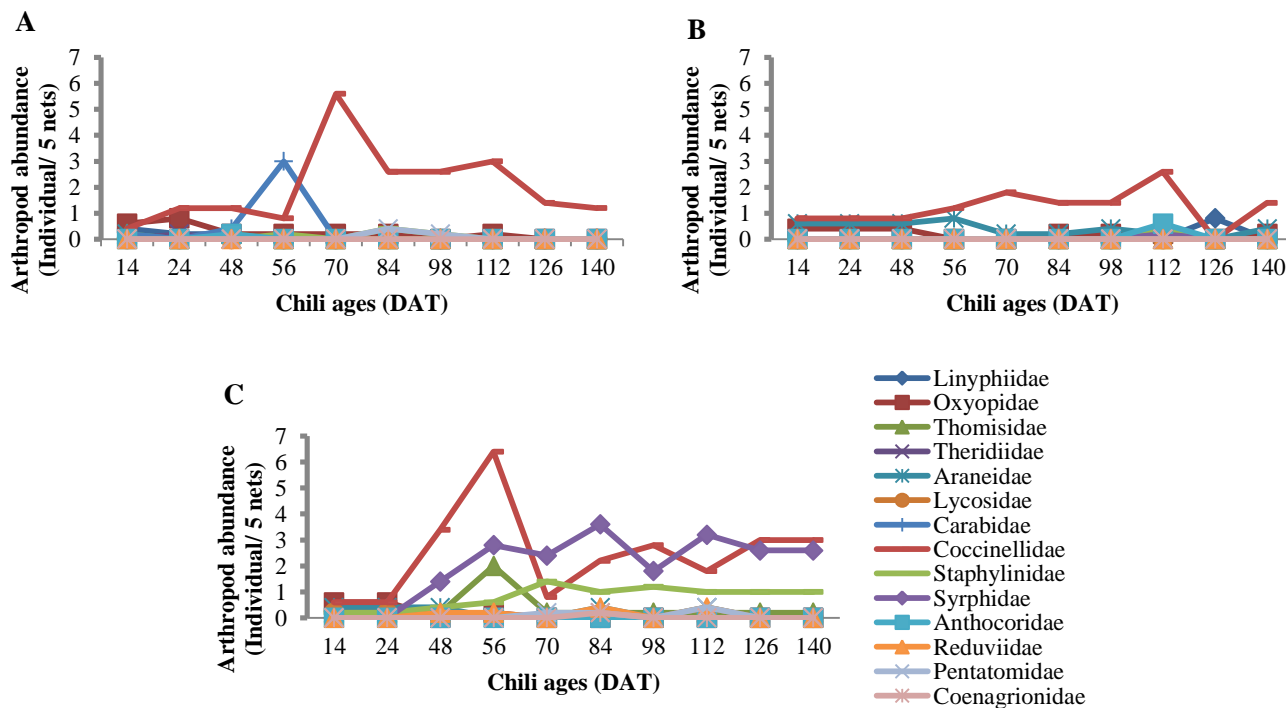 A
7
6
5
4
3
2
1
0
Arthropod abundance
(Individual/ 5 nets)
14 24 48 56 70 84 98 112 126 140
Chili ages (DAT)
B
7
6
5
4
3
2
1
0
Arthropod abundance
(Individual/ 5 nets)
14 24 48 56 70 84 98 112 126 140
Chili ages (DAT)
C
7
6
5
4
3
2
1
0
Arthropod abundance
(Individual/ 5 nets)
14 24 48 56 70 84 98 112 126 140
Chili ages (DAT)
Linyphiidae
Oxyopidae
Thomisidae
Theridiidae
Araneidae
Lycosidae
Carabidae
Coccinellidae
Staphylinidae
Syrphidae
Anthocoridae
Reduviidae
Pentatomidae
Coenagrionidae